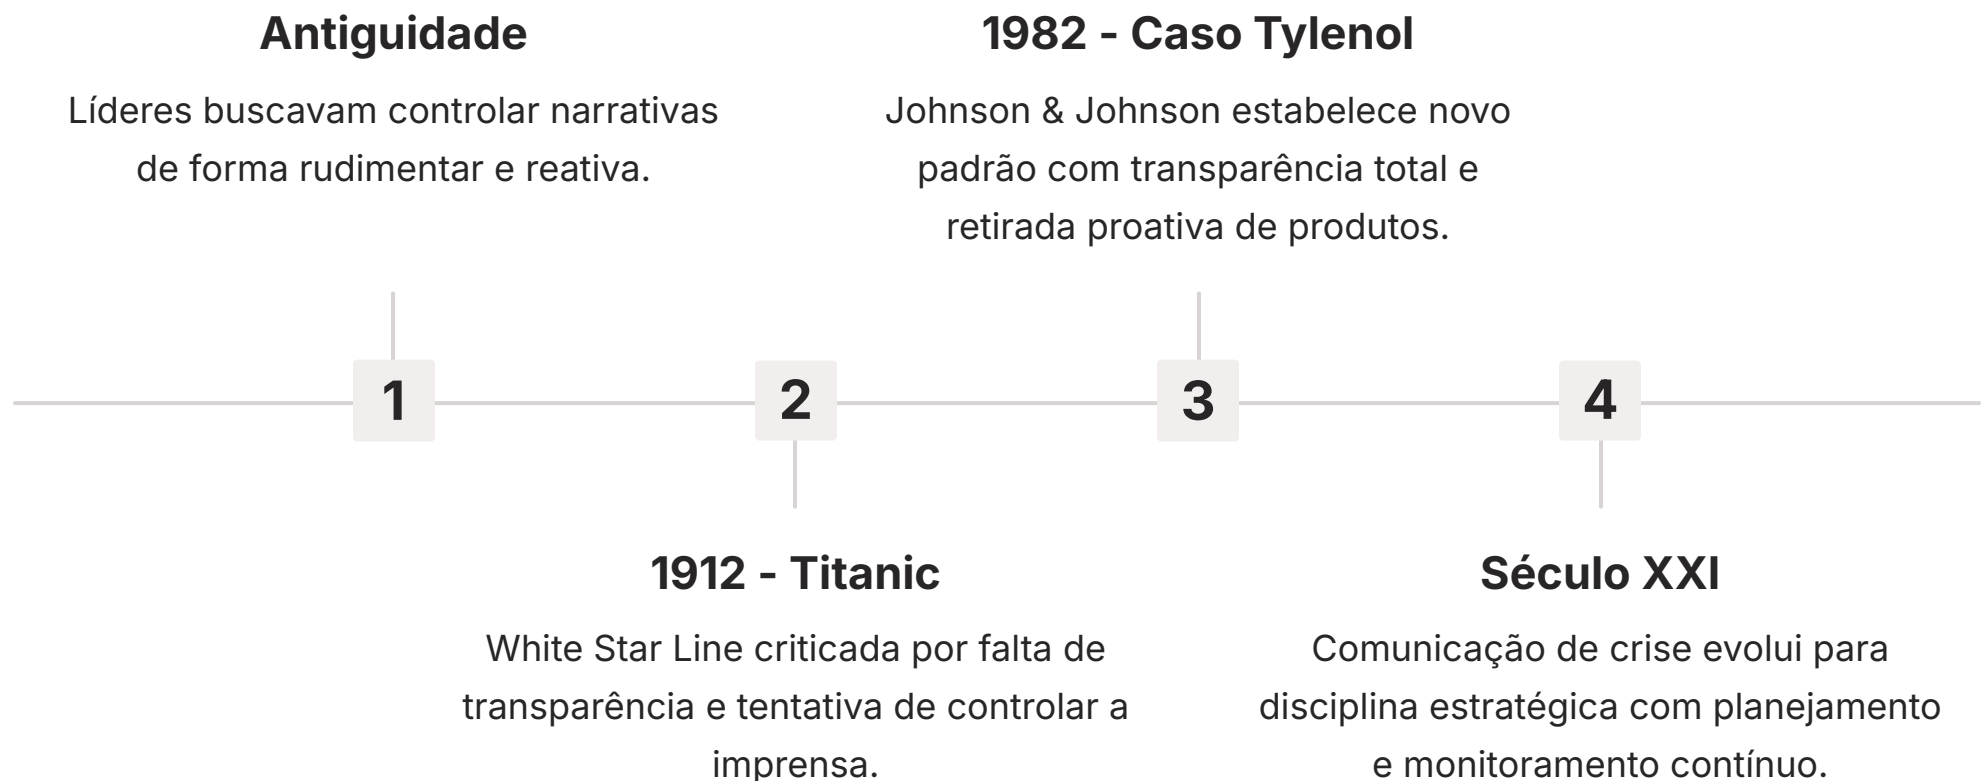 Antiguidade
Líderes buscavam controlar narrativas
de forma rudimentar e reativa.
1982 - Caso Tylenol
Johnson & Johnson estabelece novo
padrão com transparência total e
retirada proativa de produtos.
1
2
3
4
1912 - Titanic
White Star Line criticada por falta de
transparência e tentativa de controlar a
imprensa.
Século XXI
Comunicação de crise evolui para
disciplina estratégica com planejamento
e monitoramento contínuo.